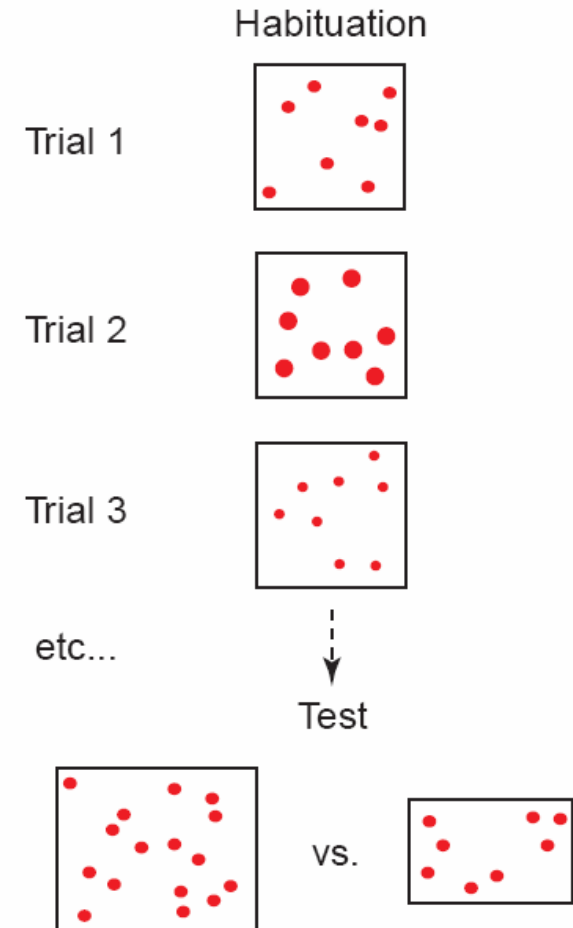 Habituation
Trial 1
Trial 2
Trial 3
etc...
Test
vs.